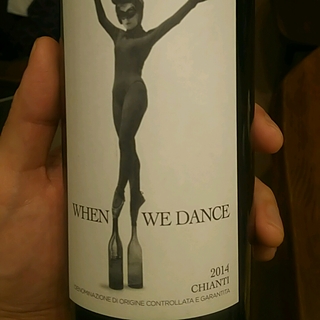 WHEN WE DANCE
2014
CHIANTI
DENOMINAZIONE DI ORIGINE CONTROLLATA E GARANTITA